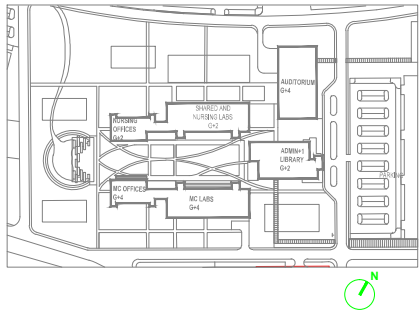 AUDITORIUM
G+4
SHARED AND
NURSING LABS
G+2
NURSING
OFFICES
G+2
ADMIN+
LIBRARY
G+2
PARKING
MC OFFICES
G+4
MC LABS
G+4
N